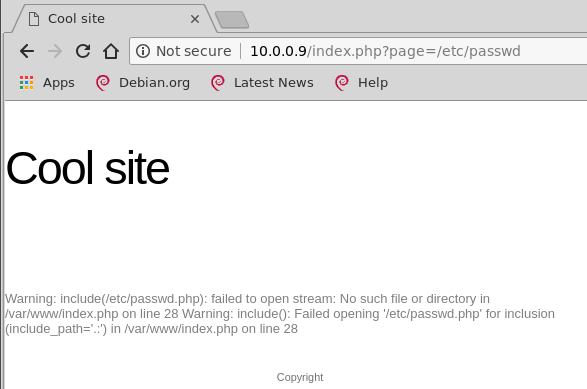 Cool site
Not secure 10.0.0.9/index.php?page=/etc/passwd
Apps Debian.org Latest News Help
Cool site
Warning: include(/etc/passwd.php): failed to open stream: No such file or directory in
/var/www/index.php on line 28 Warning: include(): Failed opening '/etc/passwd.php' for inclusion
(include_path='.:') in /var/www/index.php on line 28
Copyright